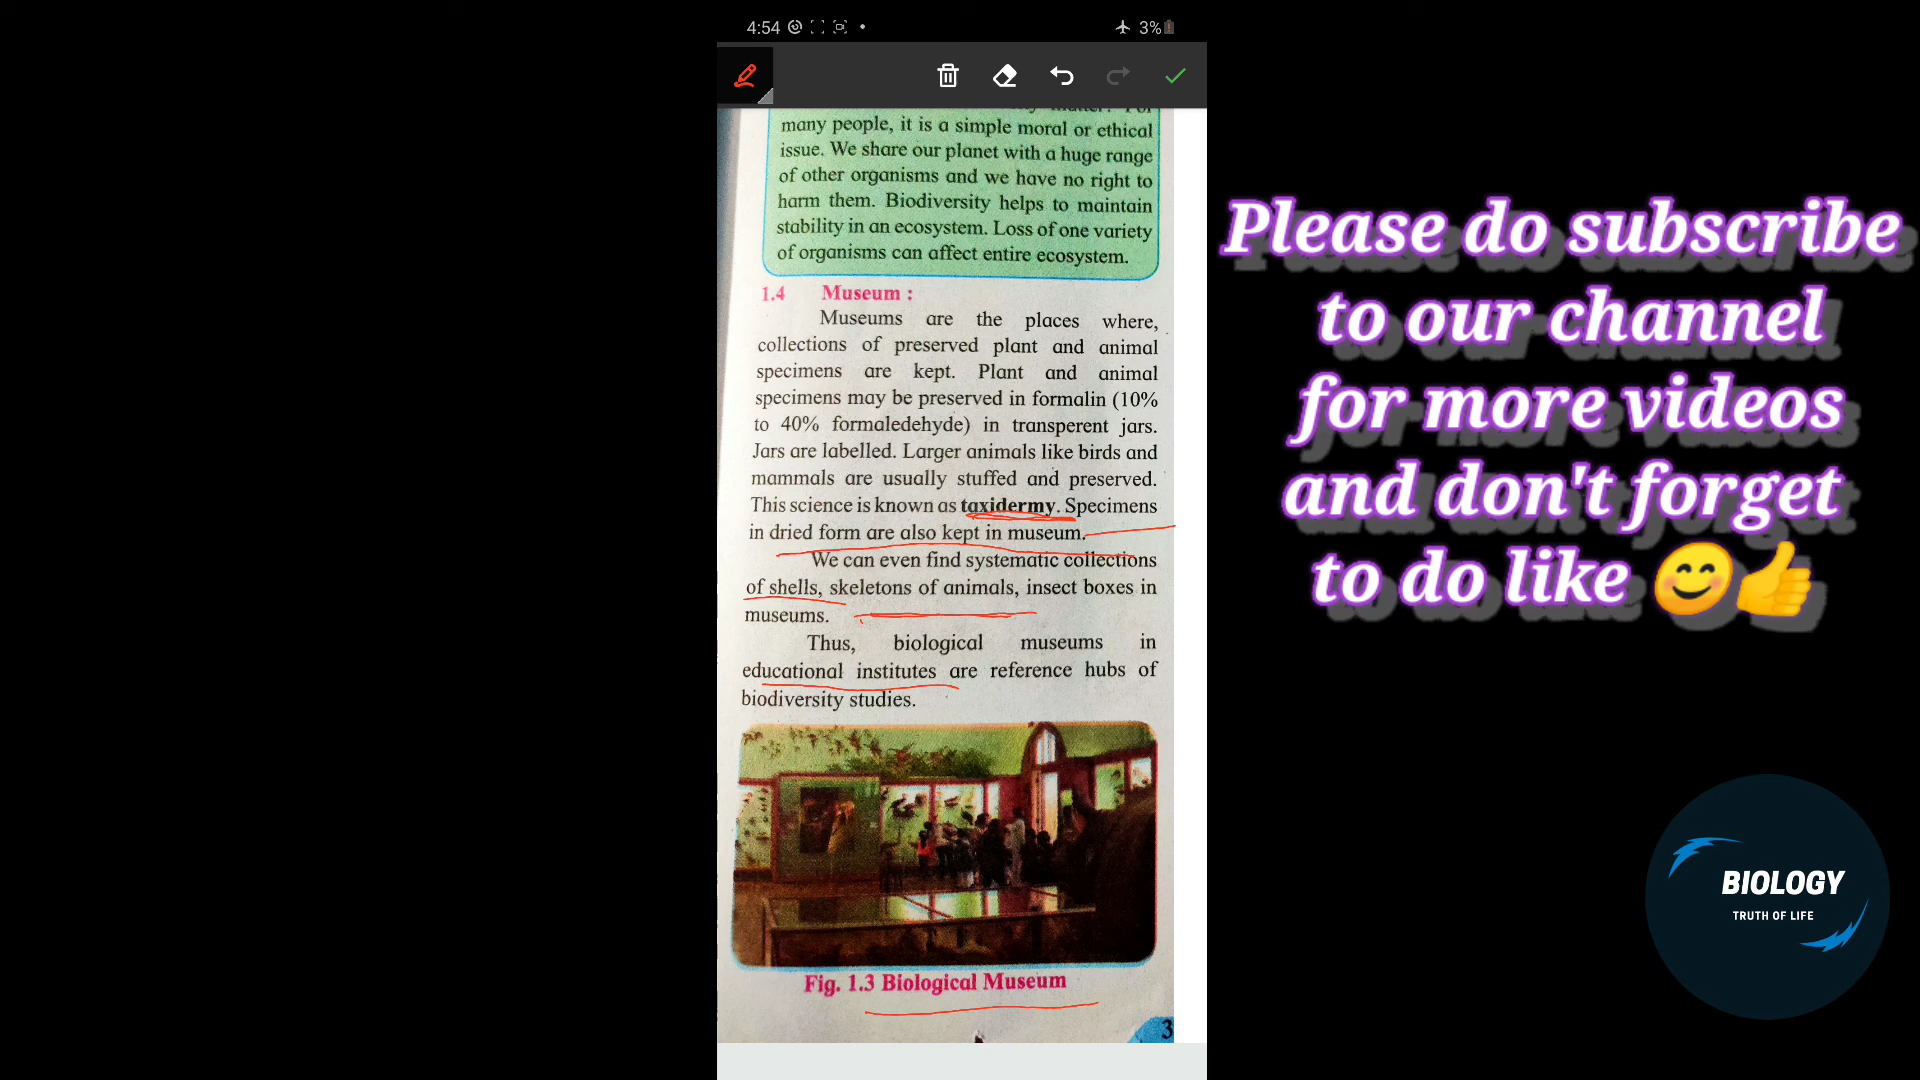 4:54
3%
many people, it is a simple moral or ethical
issue. We share our planet with a huge range
of other organisms and we have no right to
harm them. Biodiversity helps to maintain
stability in an ecosystem. Loss of one variety
of organisms can affect entire ecosystem.
1.4 Museum :
Museums are the places where,
collections of preserved plant and animal
specimens are kept. Plant and animal
specimens may be preserved in formalin (10%
to 40% formaledehyde) in transperent jars.
Jars are labelled. Larger animals like birds and
mammals are usually stuffed and preserved.
This science is known as taxidermy. Specimens
in dried form are also kept in museum.
We can even find systematic collections
of shells, skeletons of animals, insect boxes in
museums.
Thus, biological museums in
educational institutes are reference hubs of
biodiversity studies.
Fig. 1.3 Biological Museum
3
Please do subscribe
to our channel
for more videos
and don't forget
to do like 😊👍
BIOLOGY
TRUTH OF LIFE